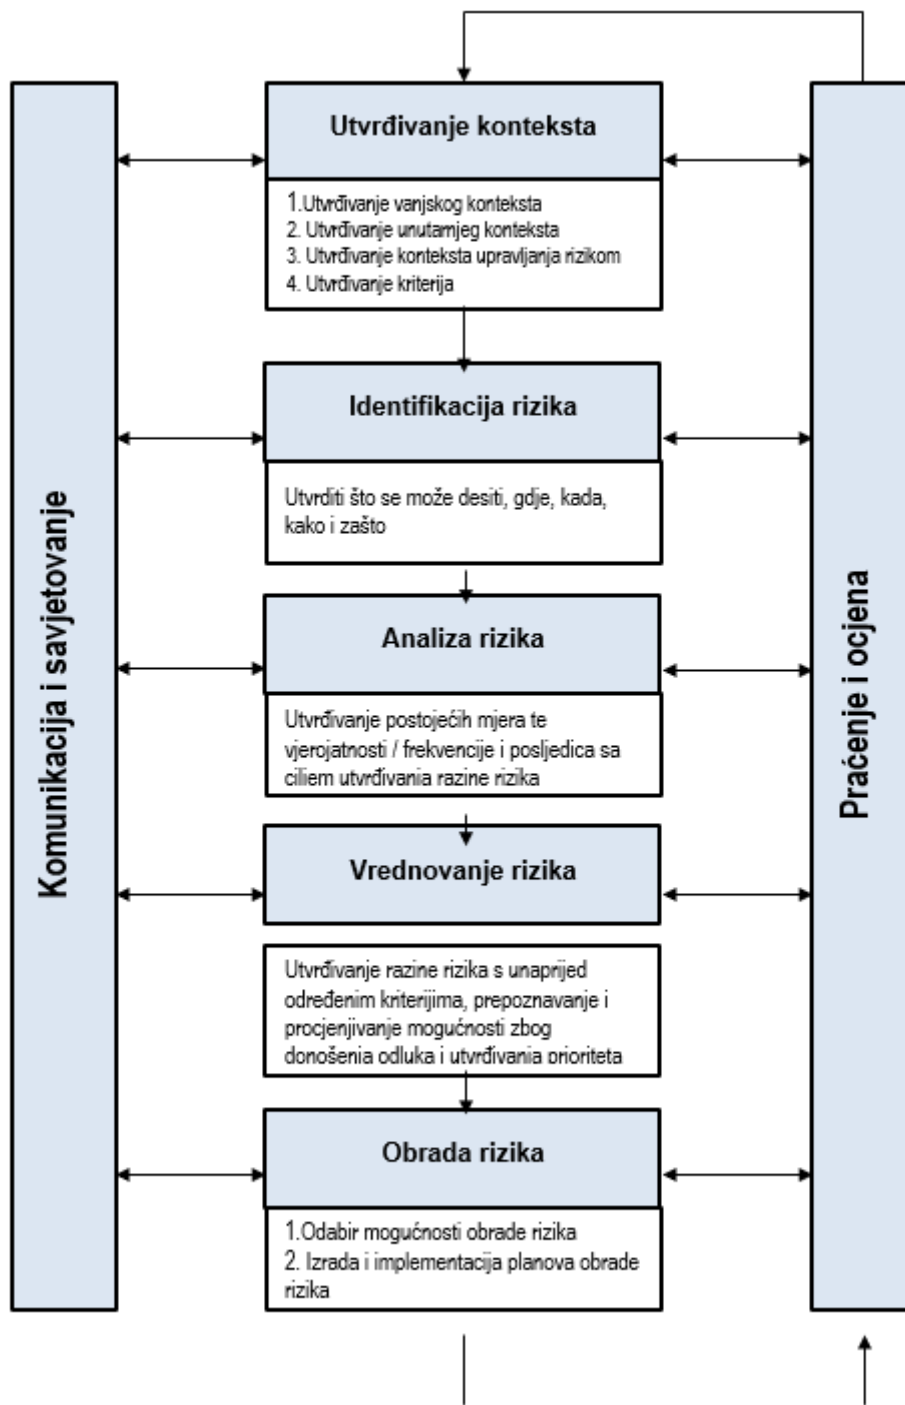 Utvrđivanje konteksta
1.Utvrđivanje vanjskog konteksta
2. Utvrđivanje unutarnjeg konteksta
3. Utvrđivanje konteksta upravljanja rizikom
4. Utvrđivanje kriterija
Identifikacija rizika
Utvrditi što se može desiti, gdje, kada,
kako i zašto
Analiza rizika
Utvrđivanje postojećih mjera te
vjerojatnosti / frekvencije i posljedica sa
ciljem utvrđivanja razine rizika
Vrednovanje rizika
Utvrđivanje razine rizika s unaprijed
određenim kriterijima, prepoznavanje i
procjenjivanje mogućnosti zbog
donošenja odluka i utvrđivanja prioriteta
Obrada rizika
1.Odabir mogućnosti obrade rizika
2. Izrada i implementacija planova obrade
rizika
Komunikacija i savjetovanje
Praćenje i ocjena